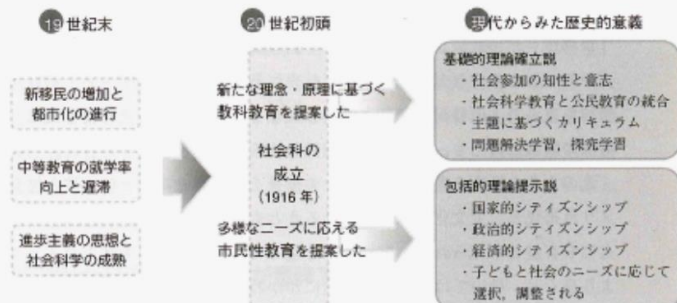 19世紀末
新移民の増加と
都市化の進行
中等教育の就学率
向上と遅滞
進歩主義の思想と
社会科学の成熟
20世紀初頭
新たな理念・原理に基づく
教科教育を提案した
社会科の
成立
(1916年)
多様なニーズに応える
市民性教育を提案した
現代からみた歴史的意義
基礎的理論確立説
・社会参加の知性と意志
・社会科学教育と公民教育の統合
・主題に基づくカリキュラム
・問題解決学習，探究学習
包括的理論提示説
・国家的シティズンシップ
・政治的シティズンシップ
・経済的シティズンシップ
・子どもと社会のニーズに応じて
選択，調整される